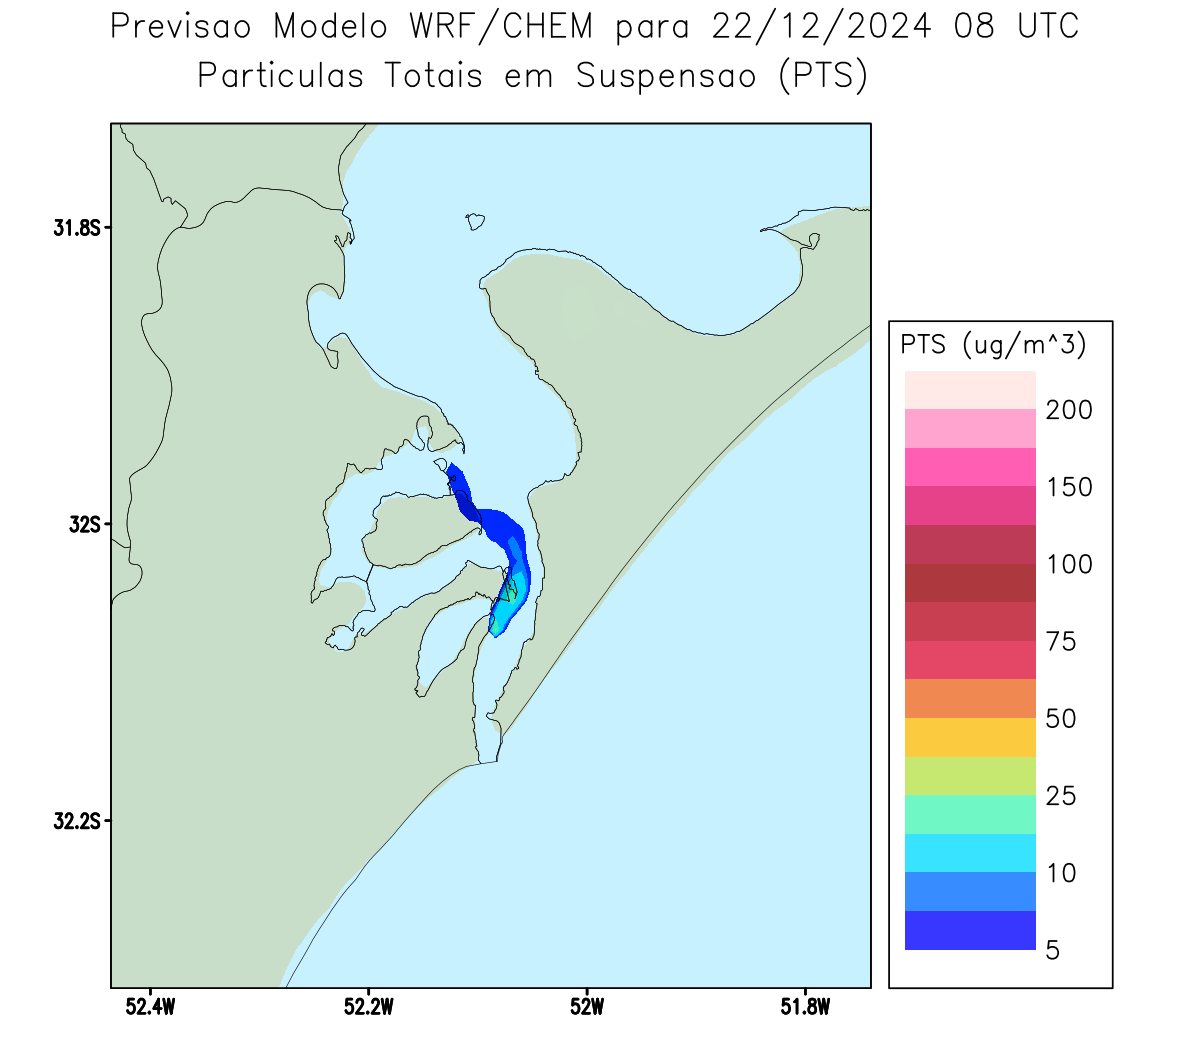 Previsao Modelo WRF/CHEM para 22/12/2024 08 UTC
Particulas Totais em Suspensao (PTS)
31.8S
32S
32.2S
52.4W
52.2W
52W
51.8W
PTS (ug/m^3)
200
150
100
75
50
25
10
5